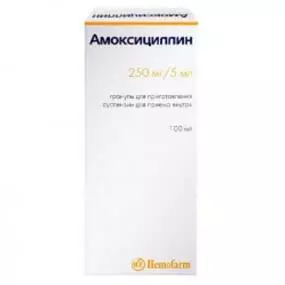 Амоксициллин
250 мг/5 мл
гранулы для приготовления
суспензии для приема внутрь
100 мл
Hemofarm